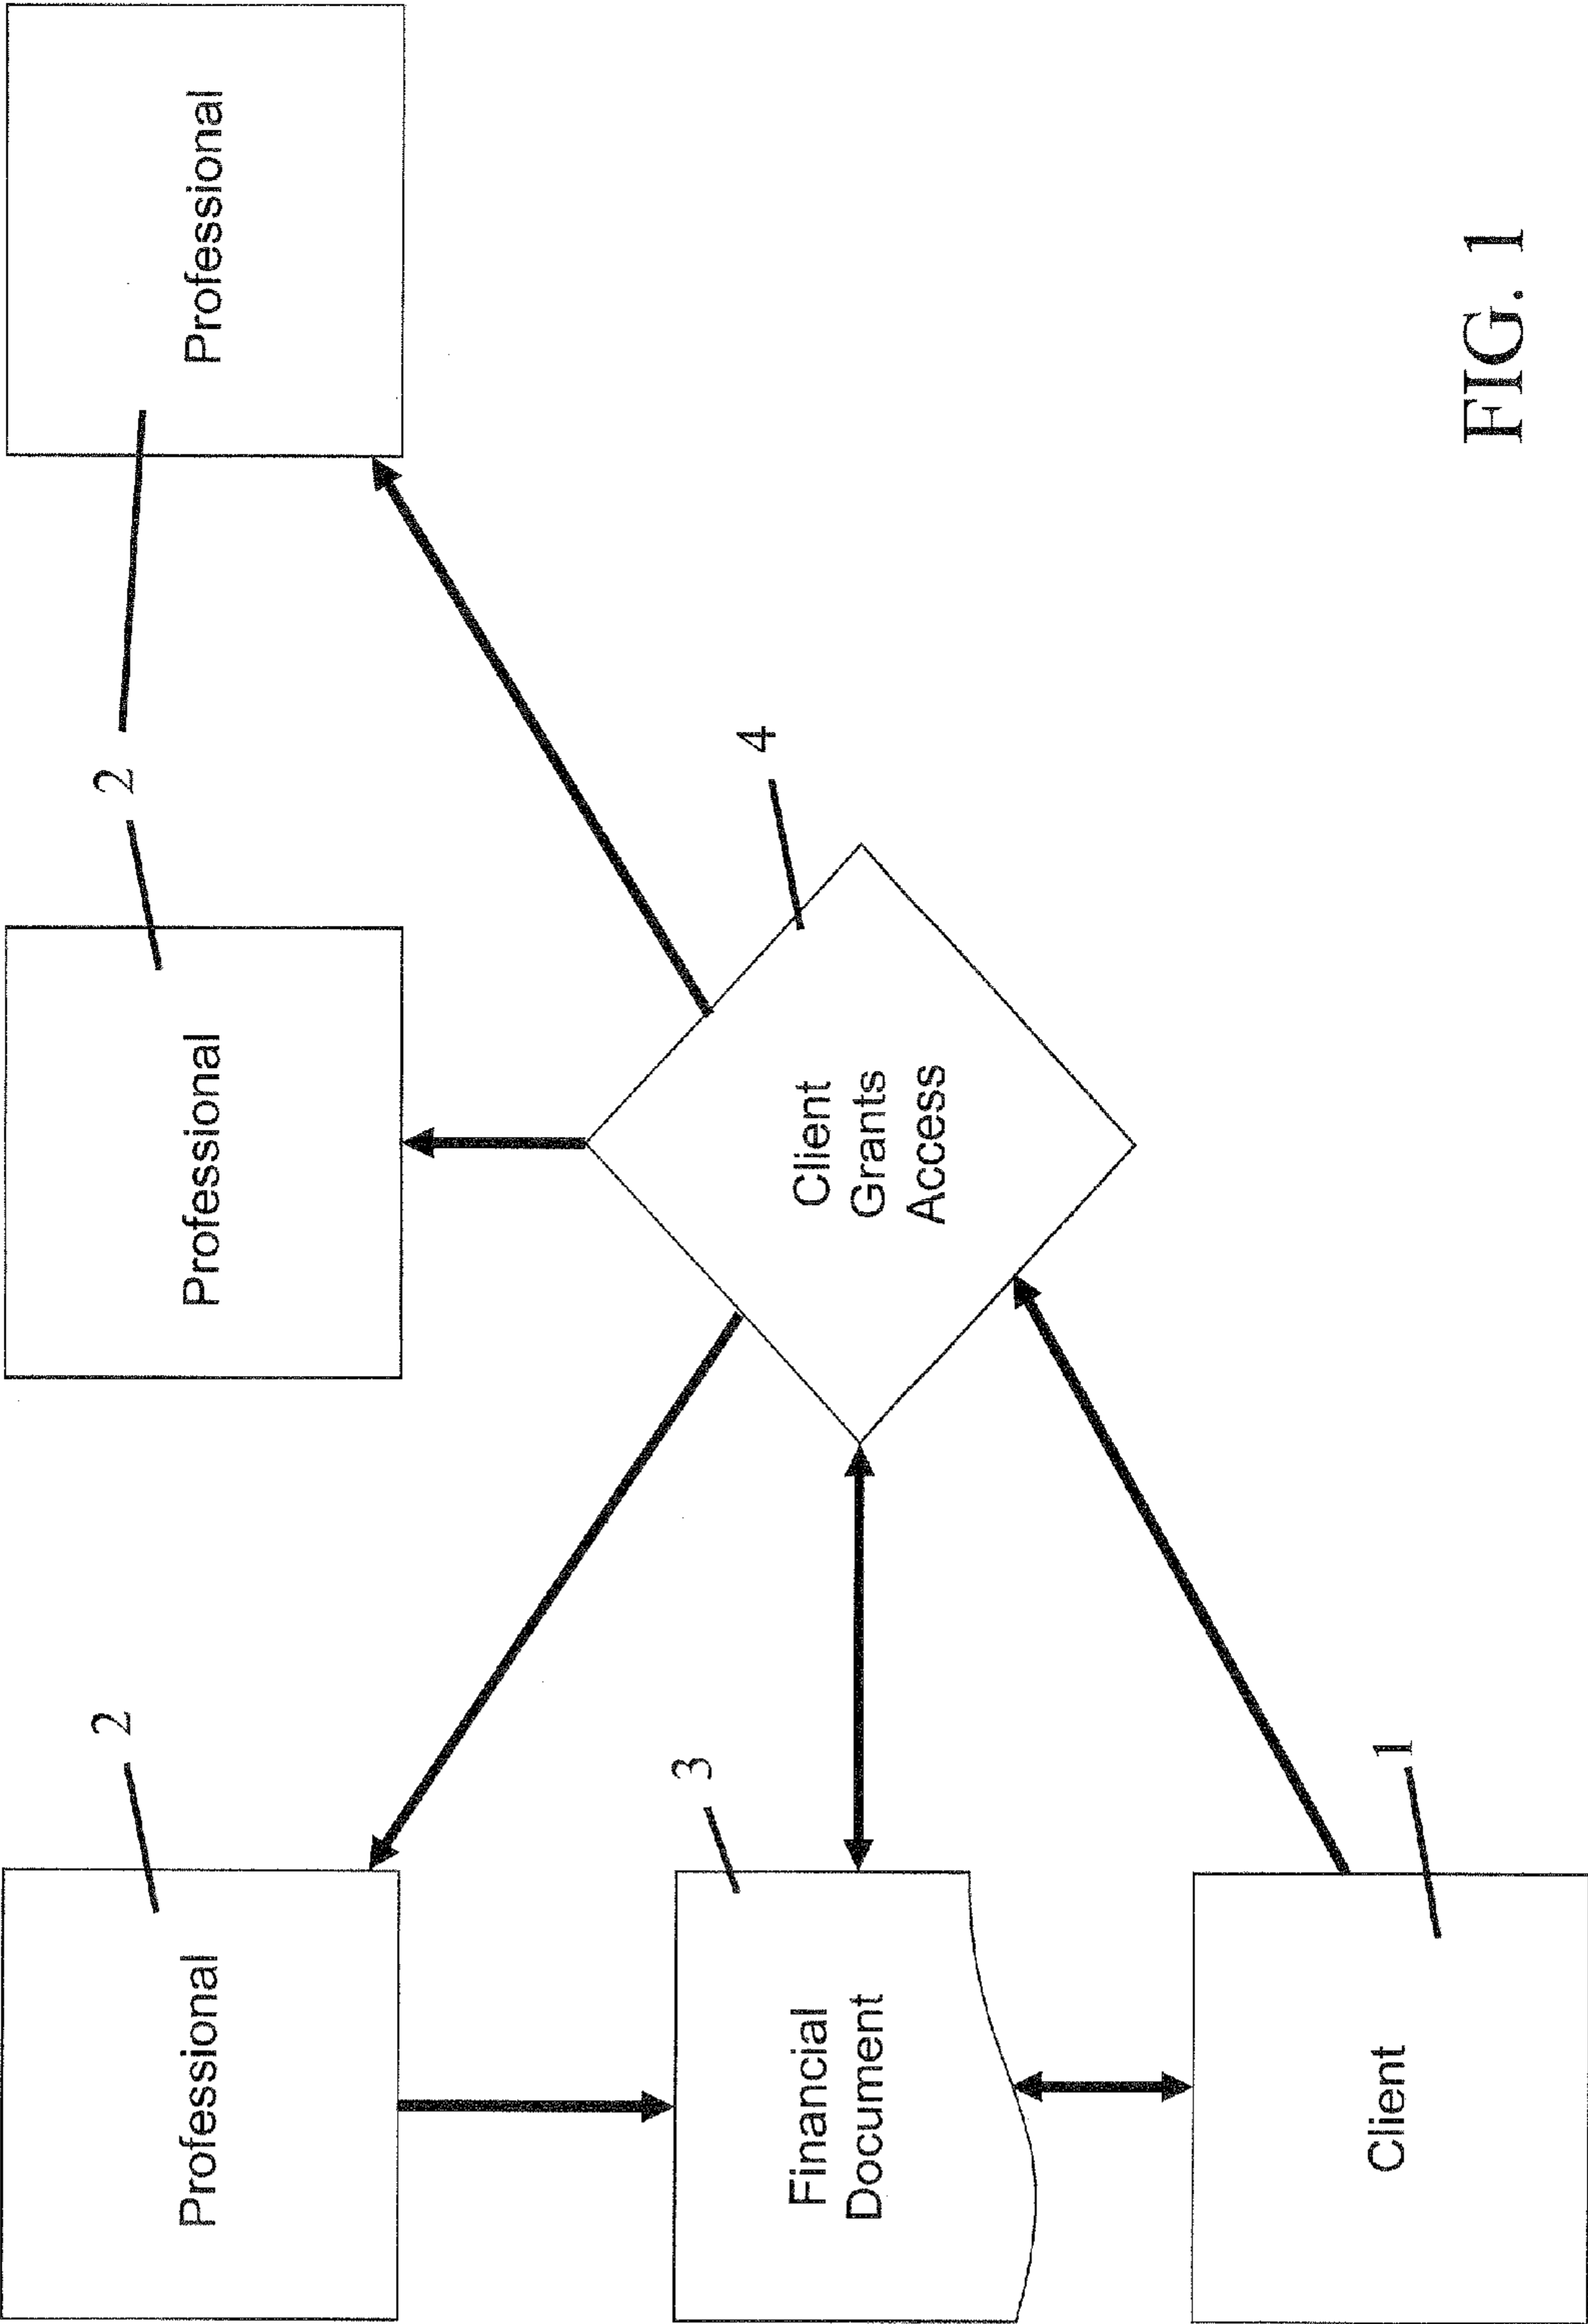 2
2
Professional
Professional
Professional
3
4
Financial
Document
Client
Grants
Access
1
Client
FIG. 1